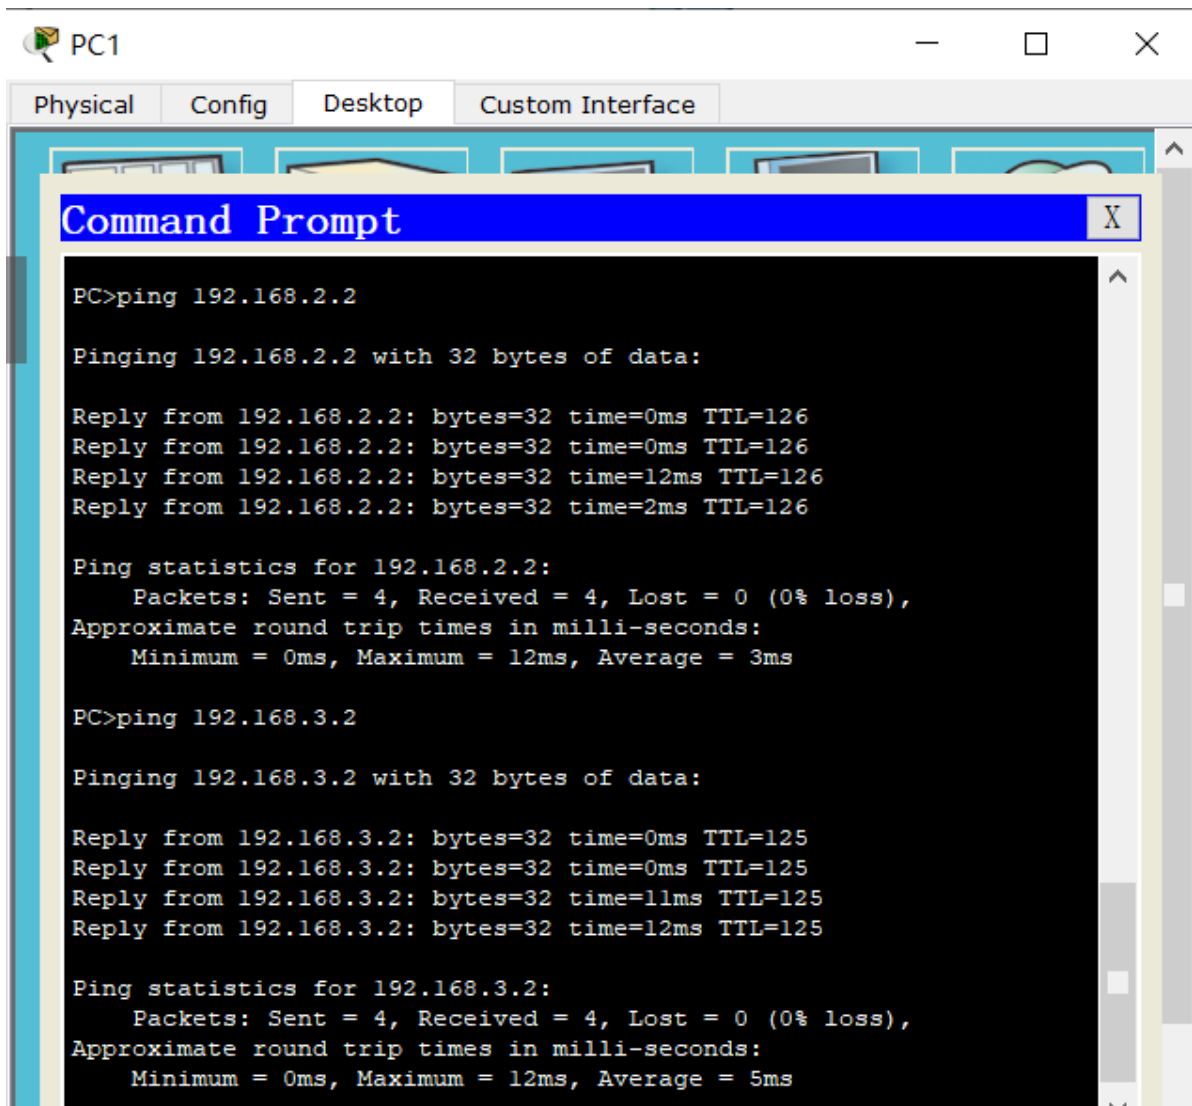 PC1
Physical Config Desktop Custom Interface
Command Prompt X
PC>ping 192.168.2.2
Pinging 192.168.2.2 with 32 bytes of data:
Reply from 192.168.2.2: bytes=32 time=0ms TTL=126
Reply from 192.168.2.2: bytes=32 time=0ms TTL=126
Reply from 192.168.2.2: bytes=32 time=12ms TTL=126
Reply from 192.168.2.2: bytes=32 time=2ms TTL=126
Ping statistics for 192.168.2.2:
Packets: Sent = 4, Received = 4, Lost = 0 (0% loss),
Approximate round trip times in milli-seconds:
Minimum = 0ms, Maximum = 12ms, Average = 3ms
PC>ping 192.168.3.2
Pinging 192.168.3.2 with 32 bytes of data:
Reply from 192.168.3.2: bytes=32 time=0ms TTL=125
Reply from 192.168.3.2: bytes=32 time=0ms TTL=125
Reply from 192.168.3.2: bytes=32 time=11ms TTL=125
Reply from 192.168.3.2: bytes=32 time=12ms TTL=125
Ping statistics for 192.168.3.2:
Packets: Sent = 4, Received = 4, Lost = 0 (0% loss),
Approximate round trip times in milli-seconds:
Minimum = 0ms, Maximum = 12ms, Average = 5ms